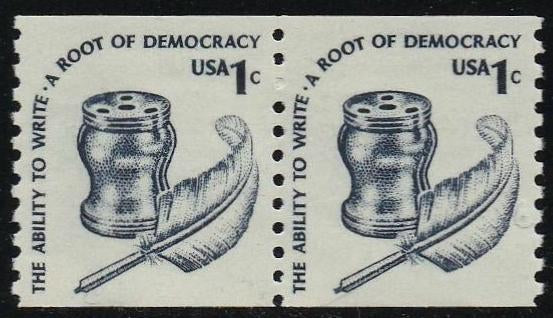 THE ABILITY TO WRITE · A ROOT OF DEMOCRACY
USA 1c
THE ABILITY TO WRITE · A ROOT OF DEMOCRACY
USA 1c